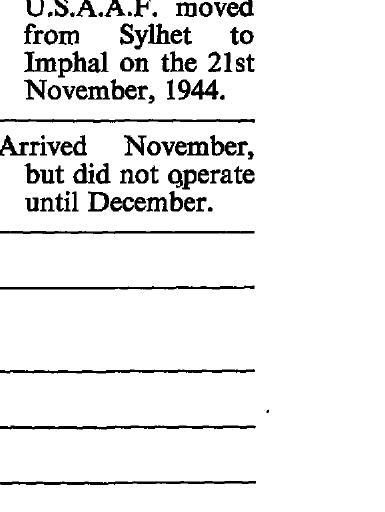 U.S.A.A.F. moved
from Sylhet to
Imphal on the 21st
November, 1944.
Arrived November,
but did not operate
until December.